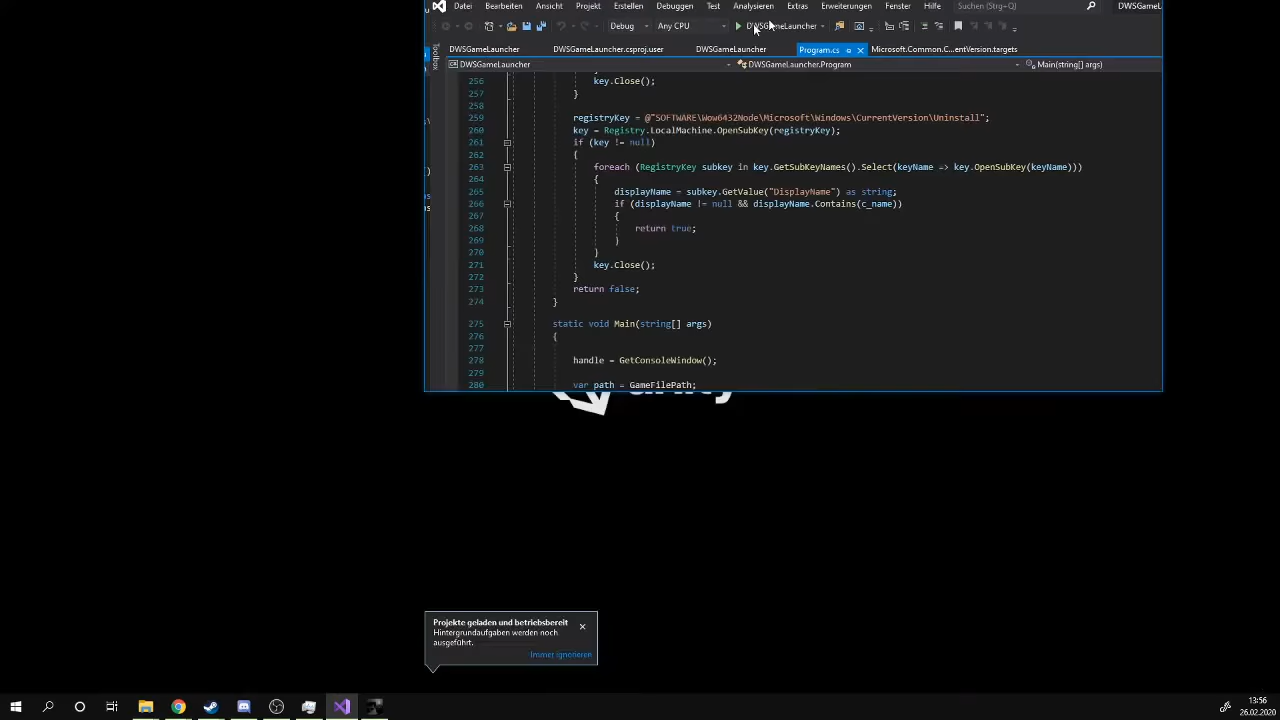 Datei Bearbeiten Ansicht Projekt Erstellen Debuggen Test Analysieren Extras Erweiterungen Fenster Hilfe Suchen (Strg+Q) DWSGameL
Debug Any CPU DWSGameLauncher
Toolbox
DWSGameLauncher DWSGameLauncher.csproj.user DWSGameLauncher Program.cs Microsoft.Common.C...entVersion.targets
DWSGameLauncher DWSGameLauncher.Program Main(string[] args)
256 key.Close();
257 }
258
259 registryKey = @"SOFTWARE\Wow6432Node\Microsoft\Windows\CurrentVersion\Uninstall";
260 key = Registry.LocalMachine.OpenSubKey(registryKey);
261 if (key != null)
262 {
263 foreach (RegistryKey subkey in key.GetSubKeyNames().Select(keyName => key.OpenSubKey(keyName)))
264 {
265 displayName = subkey.GetValue("DisplayName") as string;
266 if (displayName != null && displayName.Contains(c_name))
267 {
268 return true;
269 }
270 }
271 key.Close();
272 }
273 return false;
274 }
275 static void Main(string[] args)
276 {
277
278 handle = GetConsoleWindow();
279
280 var path = GameFilePath;
Projekte geladen und betriebsbereit
Hintergrundaufgaben werden noch
ausgeführt.
Immer ignorieren
13:56
26.02.2020